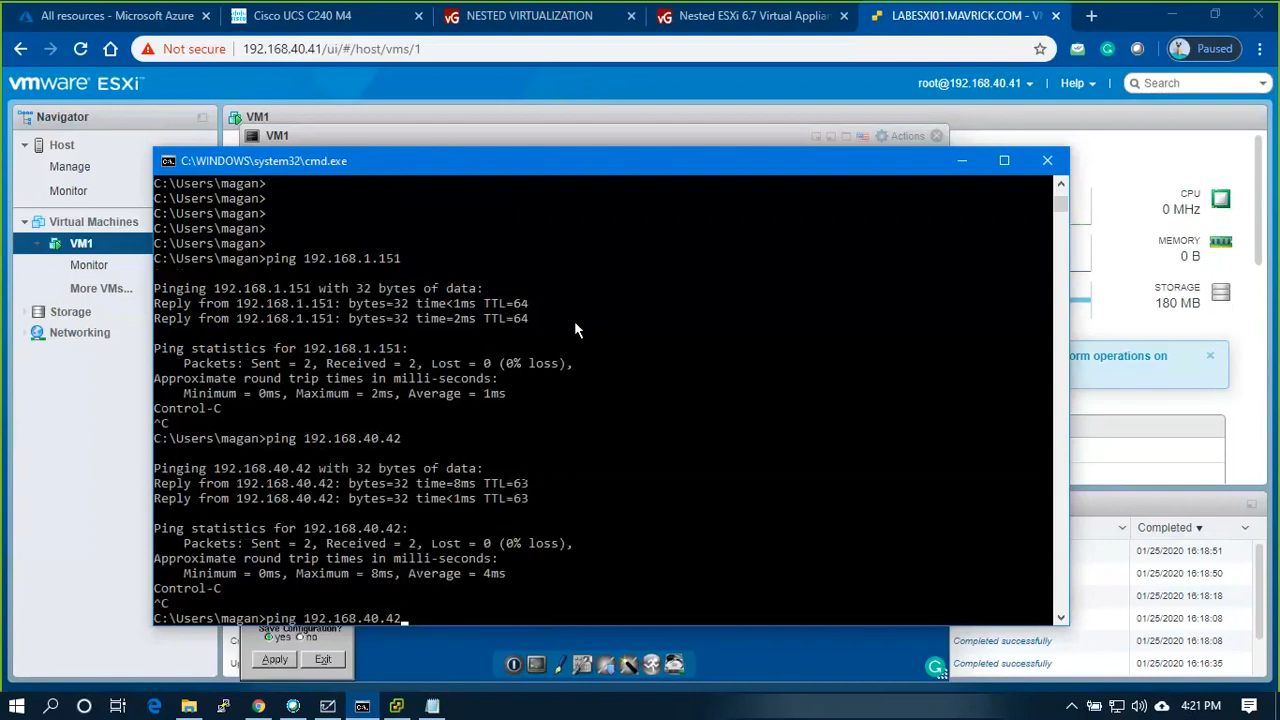 All resources - Microsoft Azure
Cisco UCS C240 M4
NESTED VIRTUALIZATION
Nested ESXi 6.7 Virtual Applian
LABESXI01.MAVRICK.COM - VM
Not secure
192.168.40.41/ui/#/host/vms/1
Paused
vmware ESXi
root@192.168.40.41
Help
Search
Navigator
VM1
Host
Manage
Monitor
Virtual Machines
VM1
Monitor
More VMs...
Storage
Networking
VM1
Actions
C:\WINDOWS\system32\cmd.exe
C:\Users\magan>
C:\Users\magan>
C:\Users\magan>
C:\Users\magan>
C:\Users\magan>
C:\Users\magan>ping 192.168.1.151
Pinging 192.168.1.151 with 32 bytes of data:
Reply from 192.168.1.151: bytes=32 time<1ms TTL=64
Reply from 192.168.1.151: bytes=32 time=2ms TTL=64
Ping statistics for 192.168.1.151:
Packets: Sent = 2, Received = 2, Lost = 0 (0% loss),
Approximate round trip times in milli-seconds:
Minimum = 0ms, Maximum = 2ms, Average = 1ms
Control-C
^C
C:\Users\magan>ping 192.168.40.42
Pinging 192.168.40.42 with 32 bytes of data:
Reply from 192.168.40.42: bytes=32 time=8ms TTL=63
Reply from 192.168.40.42: bytes=32 time<1ms TTL=63
Ping statistics for 192.168.40.42:
Packets: Sent = 2, Received = 2, Lost = 0 (0% loss),
Approximate round trip times in milli-seconds:
Minimum = 0ms, Maximum = 8ms, Average = 4ms
Control-C
^C
C:\Users\magan>ping 192.168.40.42
CPU
0 MHz
MEMORY
0 B
STORAGE
180 MB
orm operations on
Completed
01/25/2020 16:18:51
01/25/2020 16:18:50
01/25/2020 16:18:18
01/25/2020 16:18:08
Completed successfully
01/25/2020 16:18:08
Completed successfully
01/25/2020 16:16:35
Save Configuration?
yes no
Apply
Exit
4:21 PM